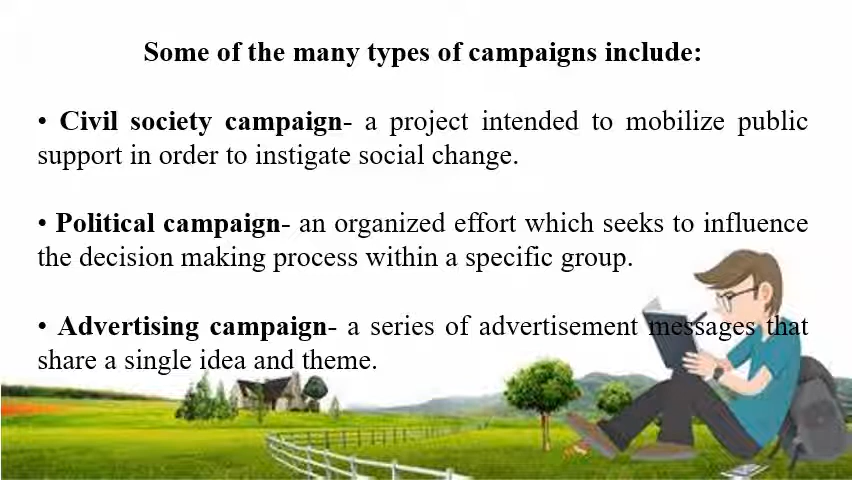 Some of the many types of campaigns include:
• Civil society campaign- a project intended to mobilize public
support in order to instigate social change.
• Political campaign- an organized effort which seeks to influence
the decision making process within a specific group.
• Advertising campaign- a series of advertisement messages that
share a single idea and theme.